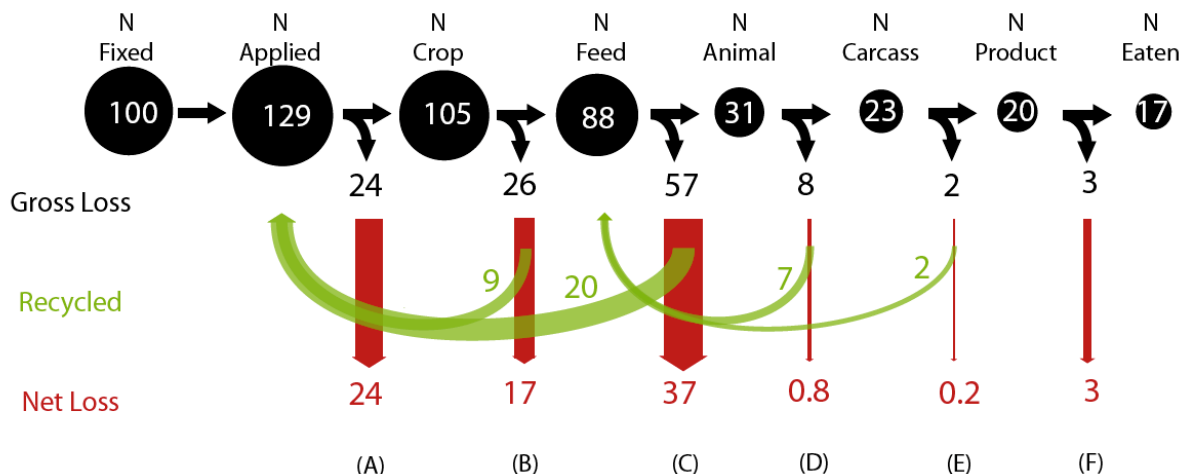 N N N N N N N N
Fixed Applied Crop Feed Animal Carcass Product Eaten
100 129 105 88 31 23 20 17
Gross Loss 24 26 57 8 2 3
Recycled 9 20 7 2
Net Loss 24 17 37 0.8 0.2 3
(A) (B) (C) (D) (E) (F)